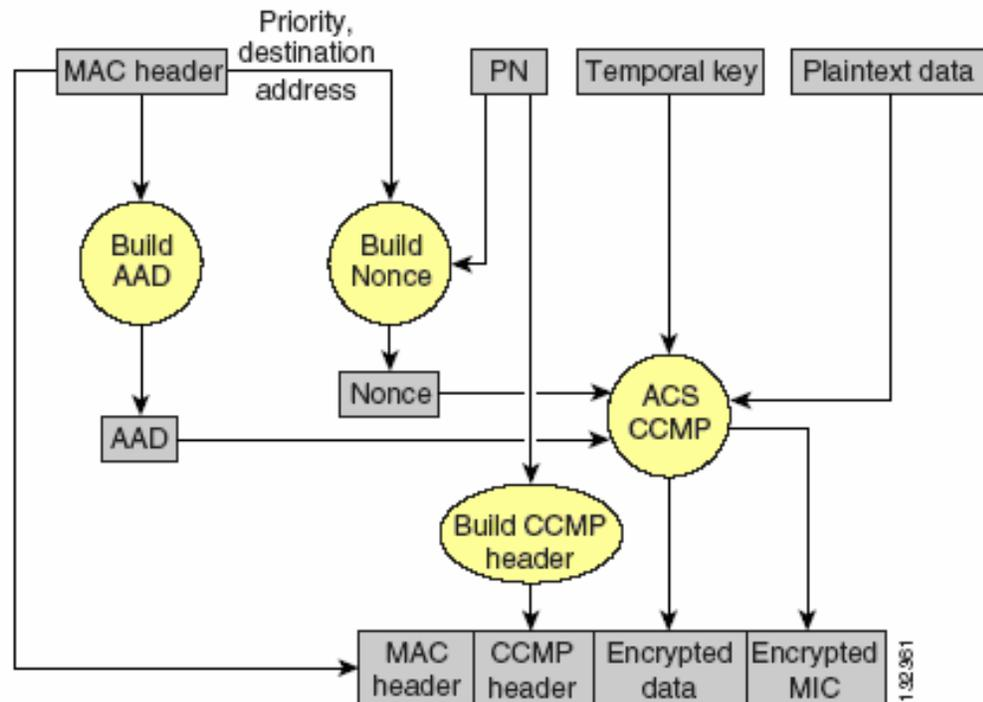 Priority,
destination
address
MAC header
PN
Temporal key
Plaintext data
Build
AAD
Build
Nonce
Nonce
ACS
CCMP
AAD
Build CCMP
header
MAC
header
CCMP
header
Encrypted
data
Encrypted
MIC
132361